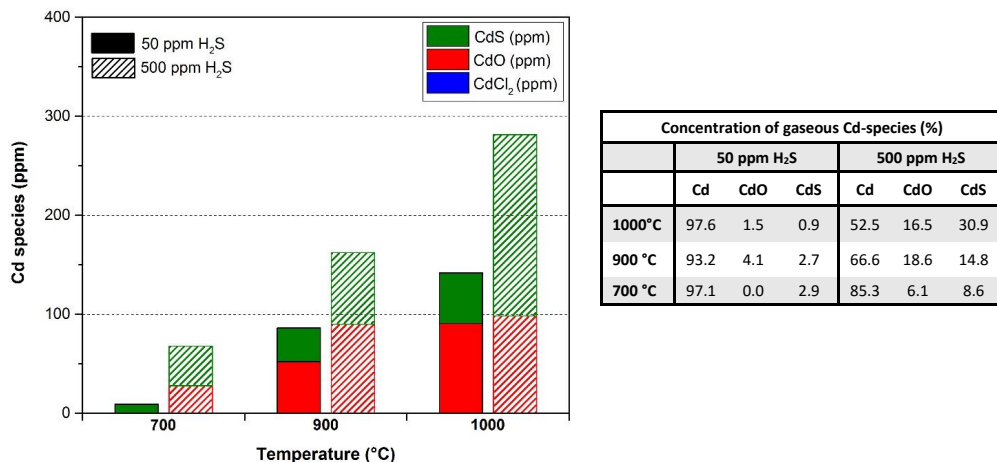 400
300
200
100
0
Cd species (ppm)
50 ppm H₂S
500 ppm H₂S
CdS (ppm)
CdO (ppm)
CdCl₂ (ppm)
700 900 1000
Temperature (°C)
Concentration of gaseous Cd-species (%)
50 ppm H₂S 500 ppm H₂S
Cd CdO CdS Cd CdO CdS
1000°C 97.6 1.5 0.9 52.5 16.5 30.9
900 °C 93.2 4.1 2.7 66.6 18.6 14.8
700 °C 97.1 0.0 2.9 85.3 6.1 8.6